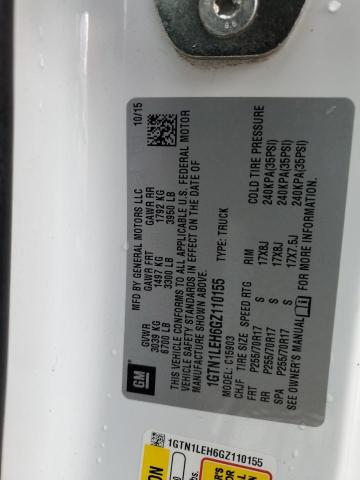 GM
MFD BY GENERAL MOTORS LLC 10/15
GVWR GAWR FRT GAWR RR
3039 KG 1497 KG 1792 KG
6700 LB 3300 LB 3950 LB
THIS VEHICLE CONFORMS TO ALL APPLICABLE U.S. FEDERAL MOTOR
VEHICLE SAFETY STANDARDS IN EFFECT ON THE DATE OF
MANUFACTURE SHOWN ABOVE.
1GTN1LEH6GZ110155 TYPE: TRUCK
MODEL: C15903
CHJF TIRE SIZE SPEED RTG RIM COLD TIRE PRESSURE
FRT P255/70R17 S 17X8J 240KPA(35PSI)
RR P255/70R17 S 17X8J 240KPA(35PSI)
SPA P255/70R17 S 17X7.5J 240KPA(35PSI)
SEE OWNER'S MANUAL FOR MORE INFORMATION.
1GTN1LEH6GZ110155